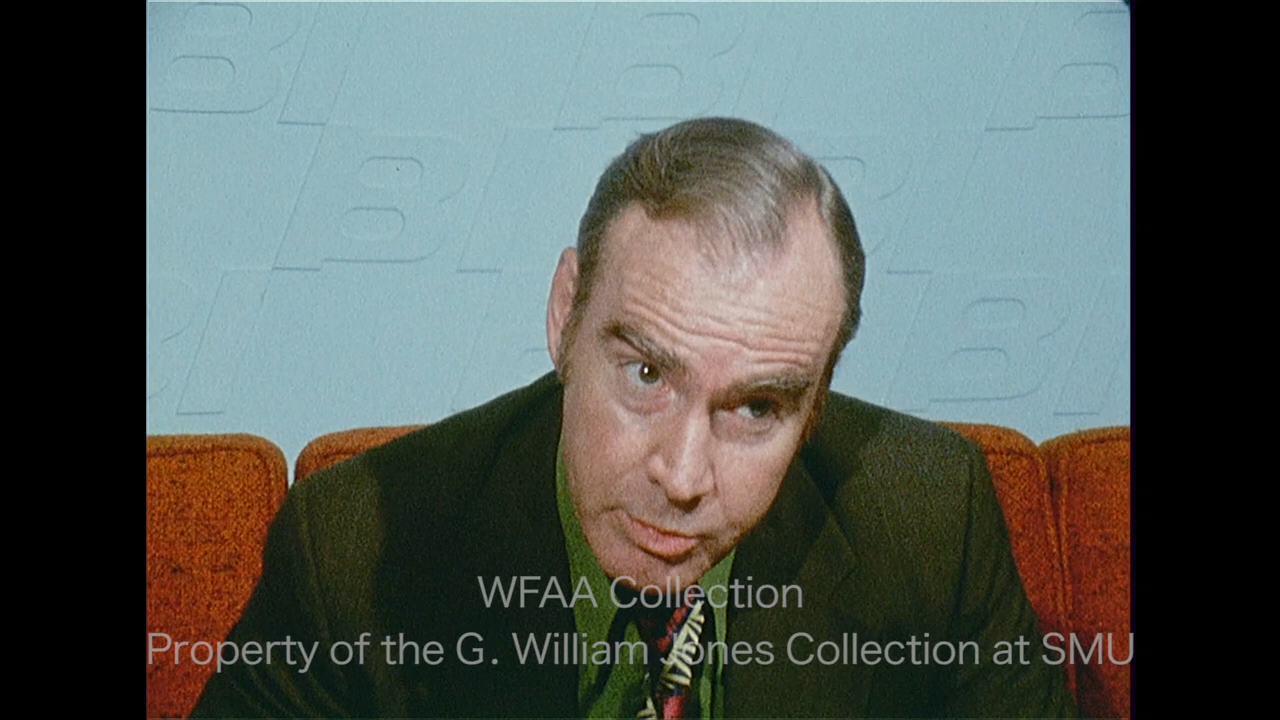 WFAA Collection
Property of the G. William Jones Collection at SMU